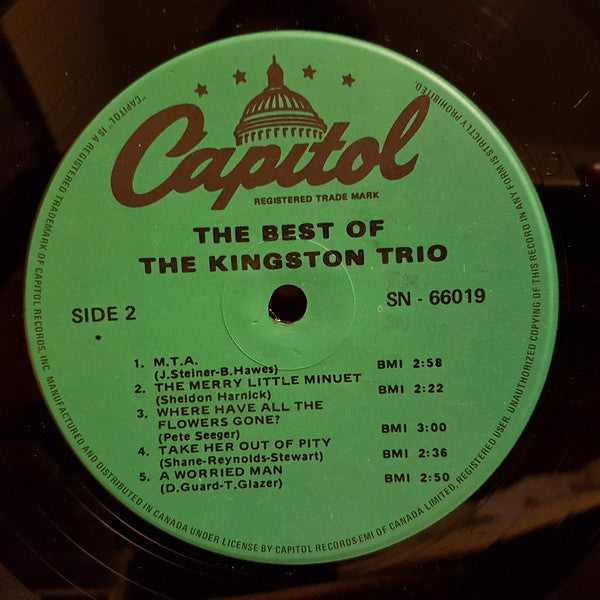 Capitol
REGISTERED TRADE MARK
THE BEST OF
THE KINGSTON TRIO
SIDE 2
SN - 66019
1. M.T.A. BMI 2:58
(J.Steiner-B.Hawes)
2. THE MERRY LITTLE MINUET BMI 2:22
(Sheldon Harnick)
3. WHERE HAVE ALL THE
FLOWERS GONE? BMI 3:00
(Pete Seeger)
4. TAKE HER OUT OF PITY BMI 2:36
(Shane-Reynolds-Stewart)
5. A WORRIED MAN BMI 2:50
(D.Guard-T.Glazer)
"CAPITOL" IS A REGISTERED TRADEMARK OF CAPITOL RECORDS, INC. MANUFACTURED AND DISTRIBUTED IN CANADA UNDER LICENSE BY CAPITOL RECORDS-EMI OF CANADA LIMITED, REGISTERED USER. UNAUTHORIZED COPYING OF THIS RECORD IN ANY FORM IS STRICTLY PROHIBITED.